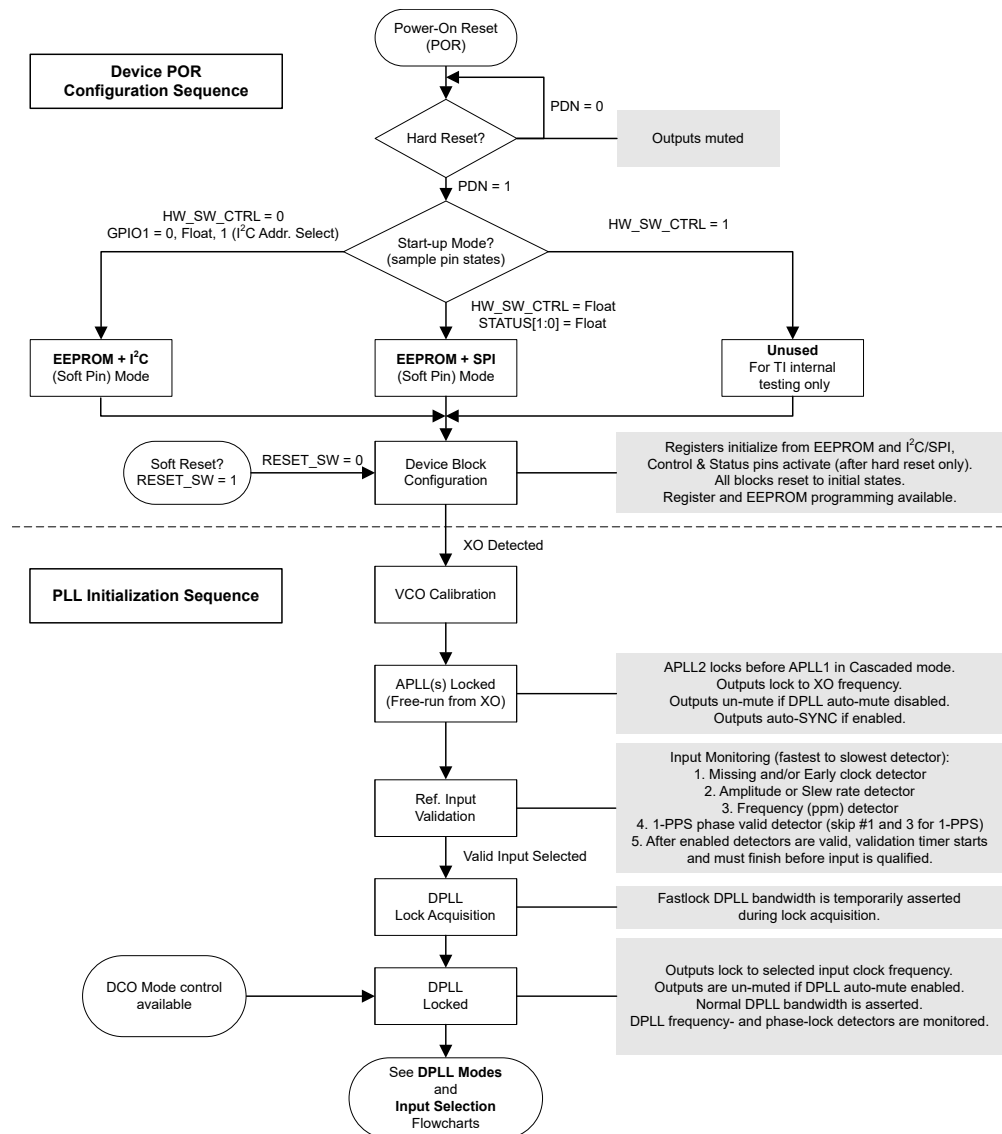 Power-On Reset
(POR)
Device POR
Configuration Sequence
PDN = 0
Hard Reset?
Outputs muted
PDN = 1
HW_SW_CTRL = 0
GPIO1 = 0, Float, 1 (I²C Addr. Select)
HW_SW_CTRL = 1
Start-up Mode?
(sample pin states)
HW_SW_CTRL = Float
STATUS[1:0] = Float
EEPROM + I²C
(Soft Pin) Mode
EEPROM + SPI
(Soft Pin) Mode
Unused
For TI internal
testing only
Soft Reset?
RESET_SW = 1
RESET_SW = 0
Device Block
Configuration
Registers initialize from EEPROM and I²C/SPI,
Control & Status pins activate (after hard reset only).
All blocks reset to initial states.
Register and EEPROM programming available.
XO Detected
PLL Initialization Sequence
VCO Calibration
APLL(s) Locked
(Free-run from XO)
APLL2 locks before APLL1 in Cascaded mode.
Outputs lock to XO frequency.
Outputs un-mute if DPLL auto-mute disabled.
Outputs auto-SYNC if enabled.
Ref. Input
Validation
Input Monitoring (fastest to slowest detector):
1. Missing and/or Early clock detector
2. Amplitude or Slew rate detector
3. Frequency (ppm) detector
4. 1-PPS phase valid detector (skip #1 and 3 for 1-PPS)
5. After enabled detectors are valid, validation timer starts
and must finish before input is qualified.
Valid Input Selected
DPLL
Lock Acquisition
Fastlock DPLL bandwidth is temporarily asserted
during lock acquisition.
DCO Mode control
available
DPLL
Locked
Outputs lock to selected input clock frequency.
Outputs are un-muted if DPLL auto-mute enabled.
Normal DPLL bandwidth is asserted.
DPLL frequency- and phase-lock detectors are monitored.
See DPLL Modes
and
Input Selection
Flowcharts